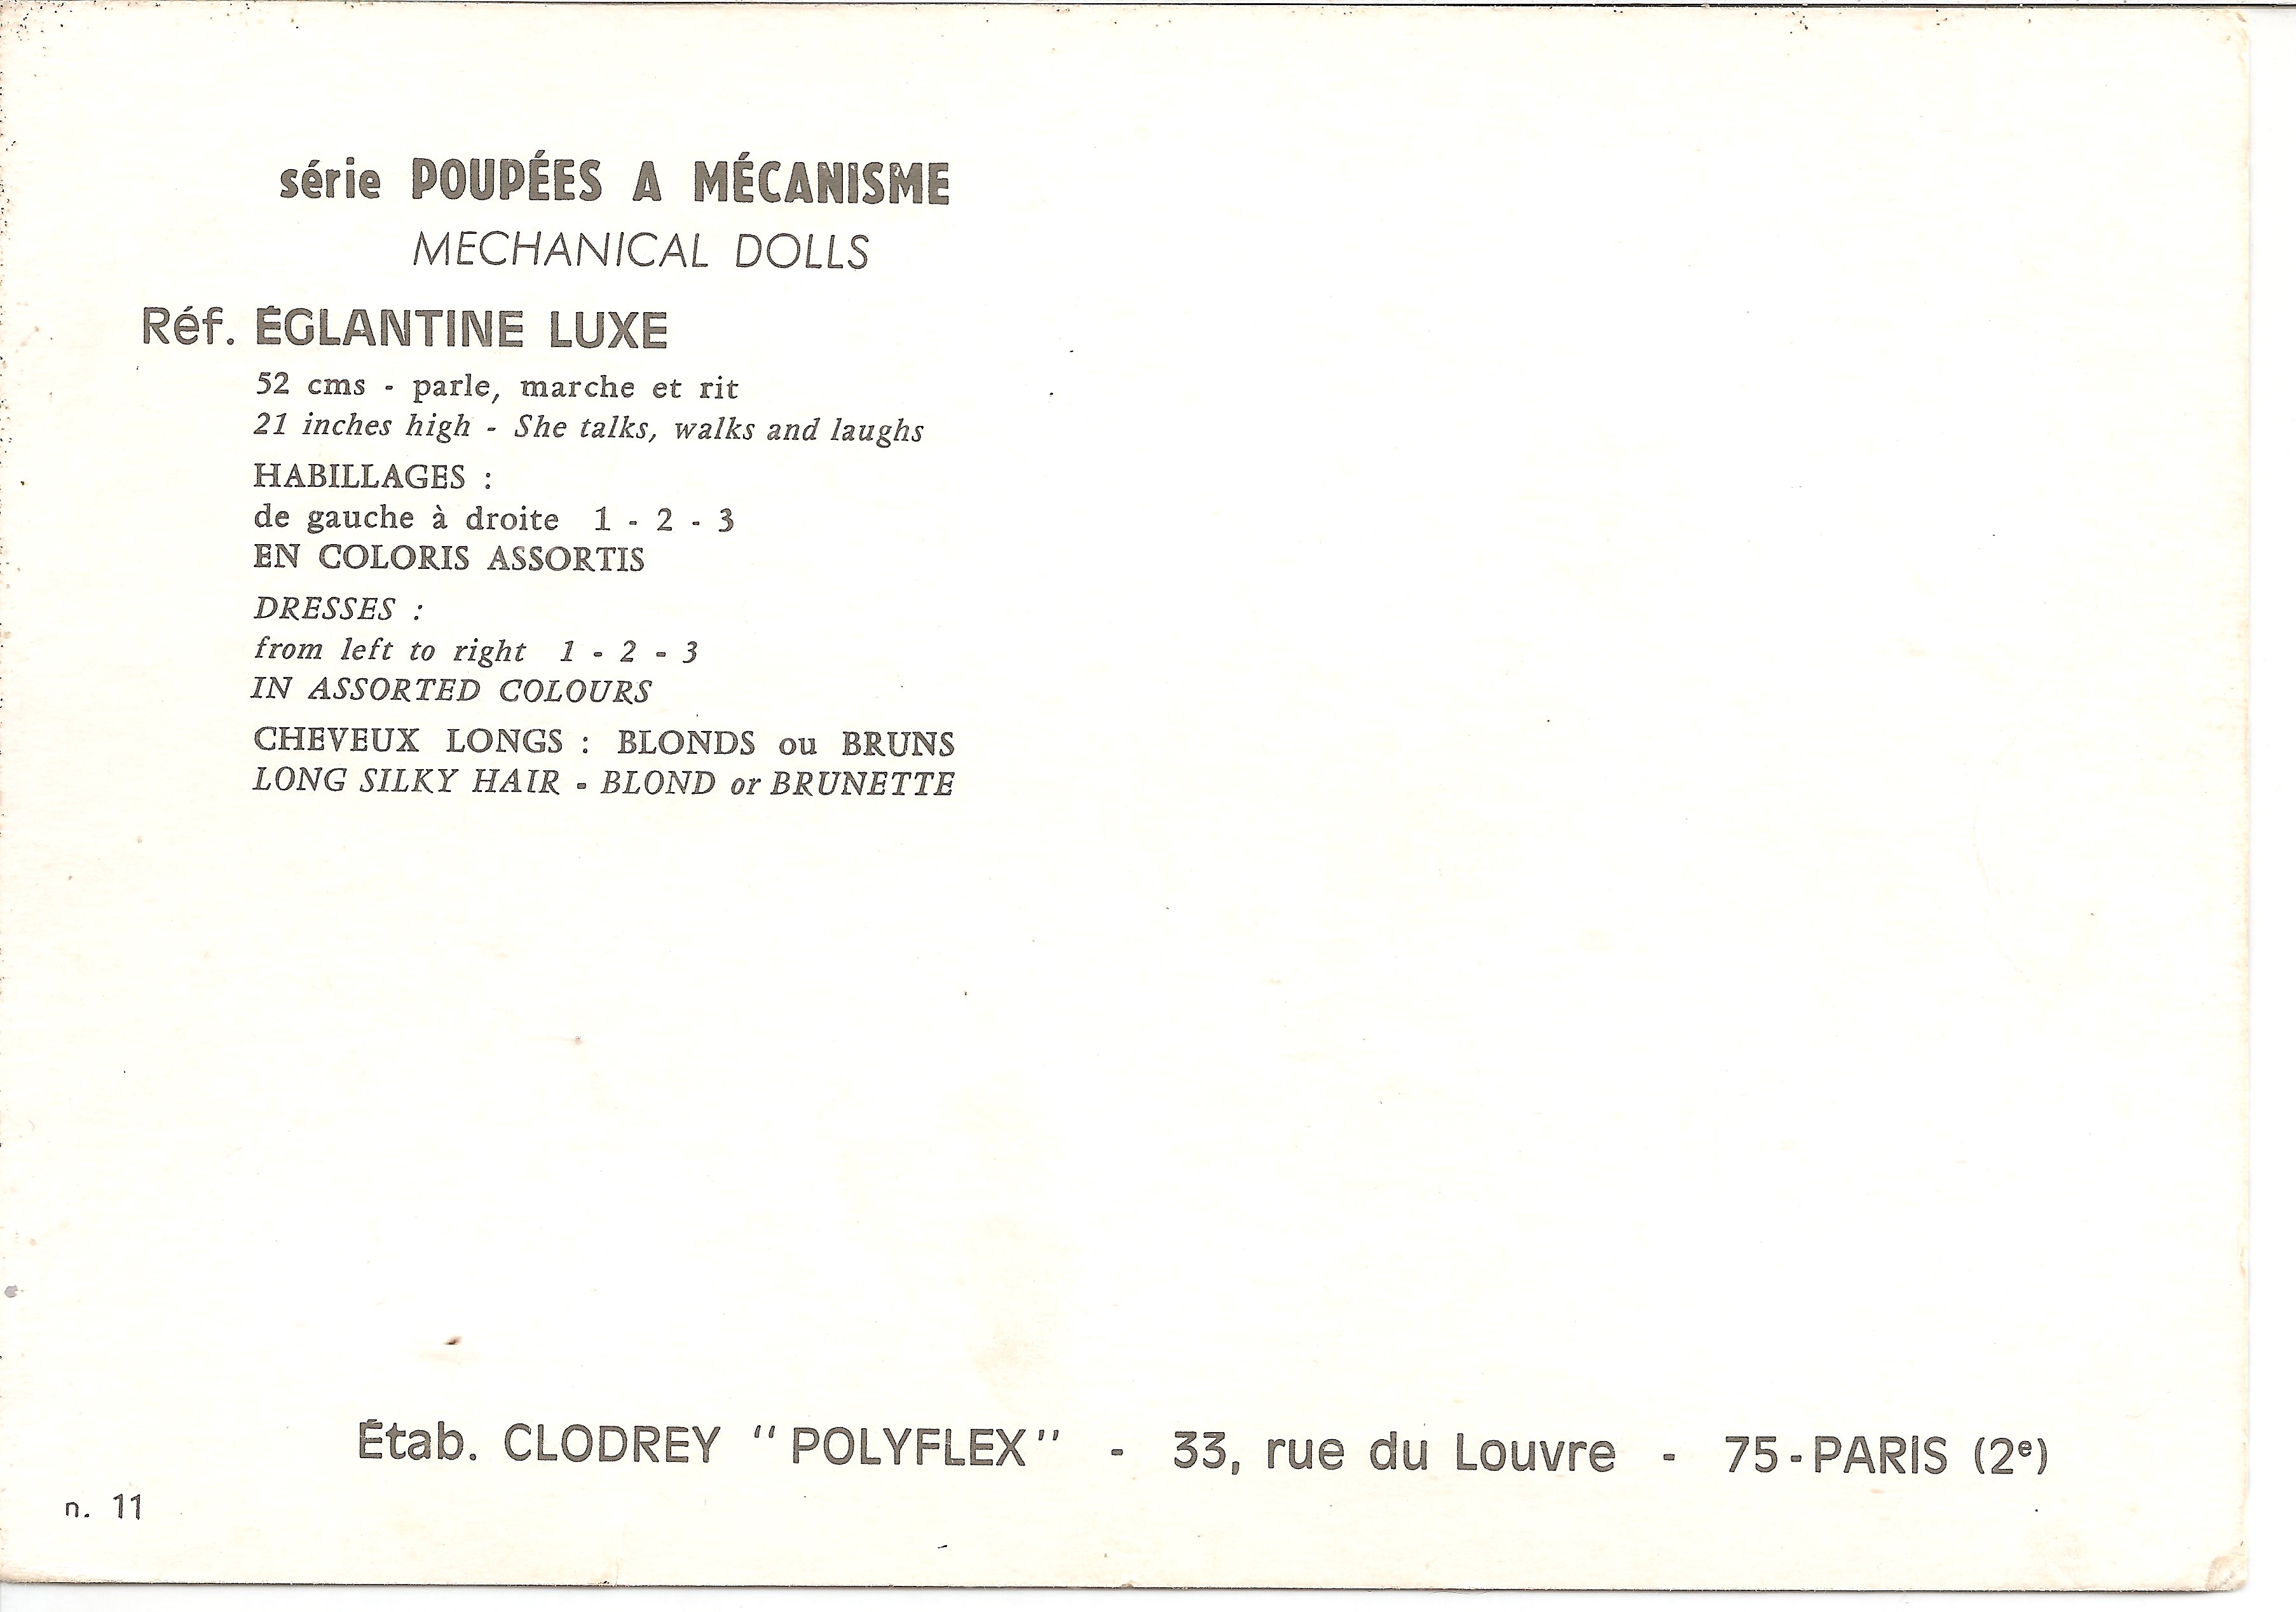 série POUPÉES A MÉCANISME
MECHANICAL DOLLS
Réf. ÉGLANTINE LUXE
52 cms - parle, marche et rit
21 inches high - She talks, walks and laughs
HABILLAGES :
de gauche à droite 1 - 2 - 3
EN COLORIS ASSORTIS
DRESSES :
from left to right 1 - 2 - 3
IN ASSORTED COLOURS
CHEVEUX LONGS : BLONDS ou BRUNS
LONG SILKY HAIR - BLOND or BRUNETTE
Étab. CLODREY "POLYFLEX" - 33, rue du Louvre - 75-PARIS (2e)
n. 11